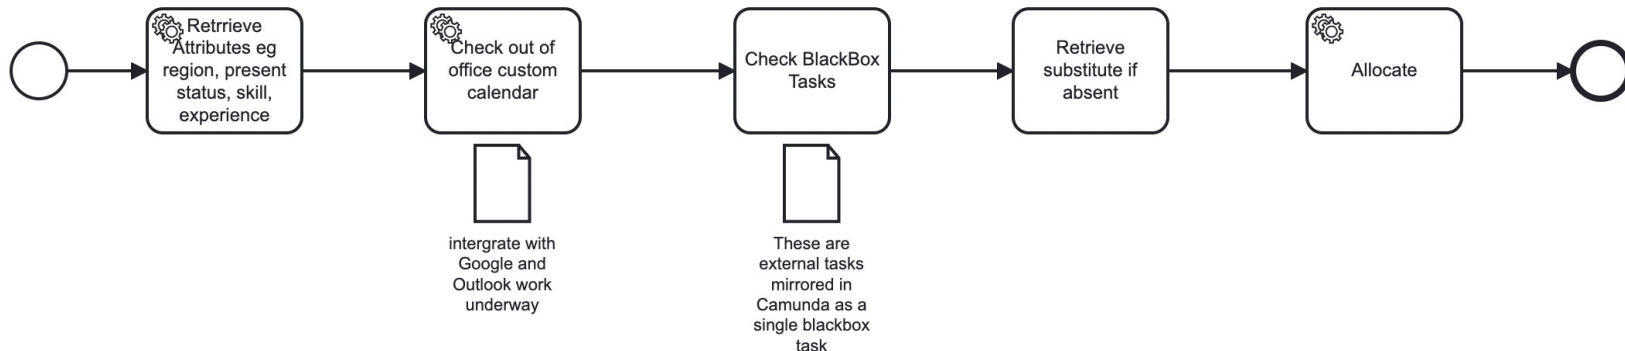 Retrrieve
Attributes eg
region, present
status, skill,
experience
Check out of
office custom
calendar
Check BlackBox
Tasks
Retrieve
substitute if
absent
Allocate
intergrate with
Google and
Outlook work
underway
These are
external tasks
mirrored in
Camunda as a
single blackbox
task